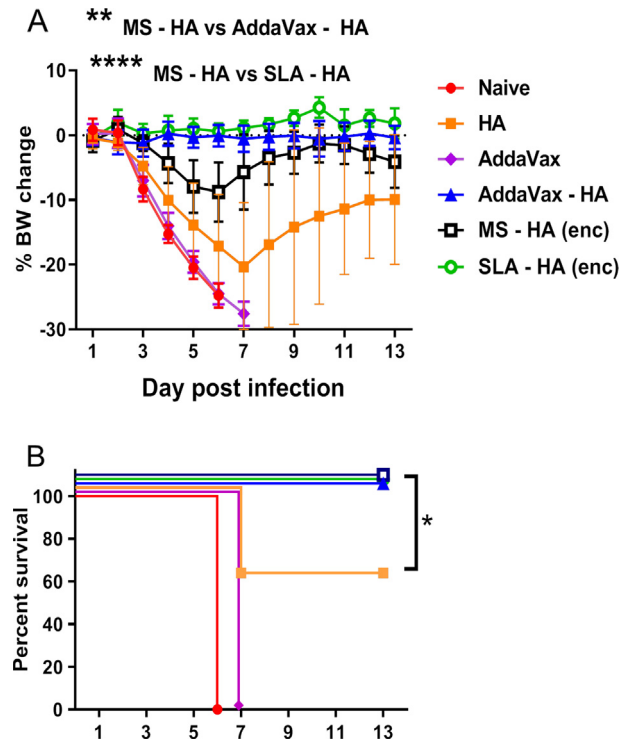 A
** MS - HA vs AddaVax - HA
**** MS - HA vs SLA - HA
10
0
-10
-20
-30
% BW change
1 3 5 7 9 11 13
Day post infection
Naive
HA
AddaVax
AddaVax - HA
MS - HA (enc)
SLA - HA (enc)
B
100
80
60
40
20
0
Percent survival
*
1 3 5 7 9 11 13